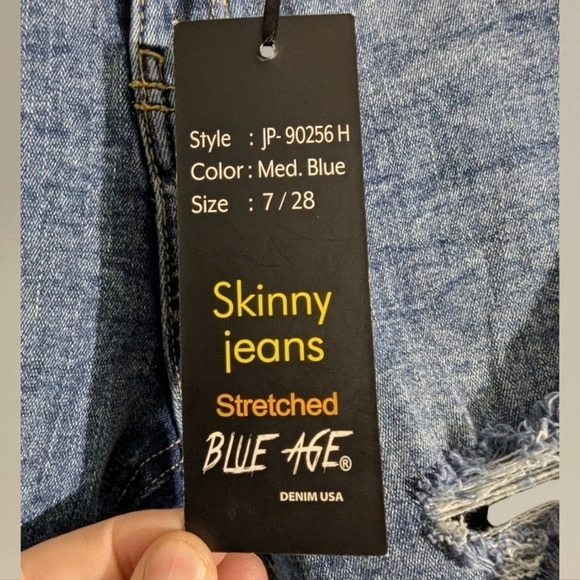 Style : JP- 90256 H
Color : Med. Blue
Size : 7 / 28
Skinny
jeans
Stretched
BLUE AGE®
DENIM USA